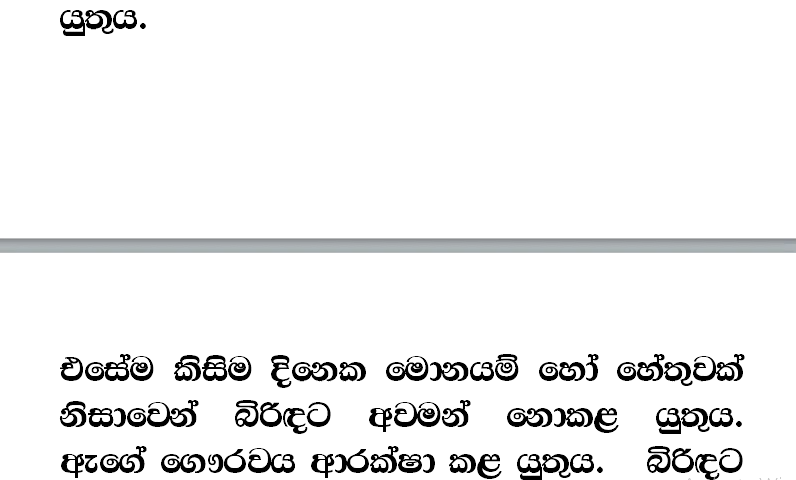 යුතුය.
එසේම කිසිම දිනෙක මොනයම් හෝ හේතුවක්
නිසාවෙන් බිරිඳට අවමන් නොකළ යුතුය.
ඇගේ ගෞරවය ආරක්ෂා කළ යුතුය. බිරිඳට